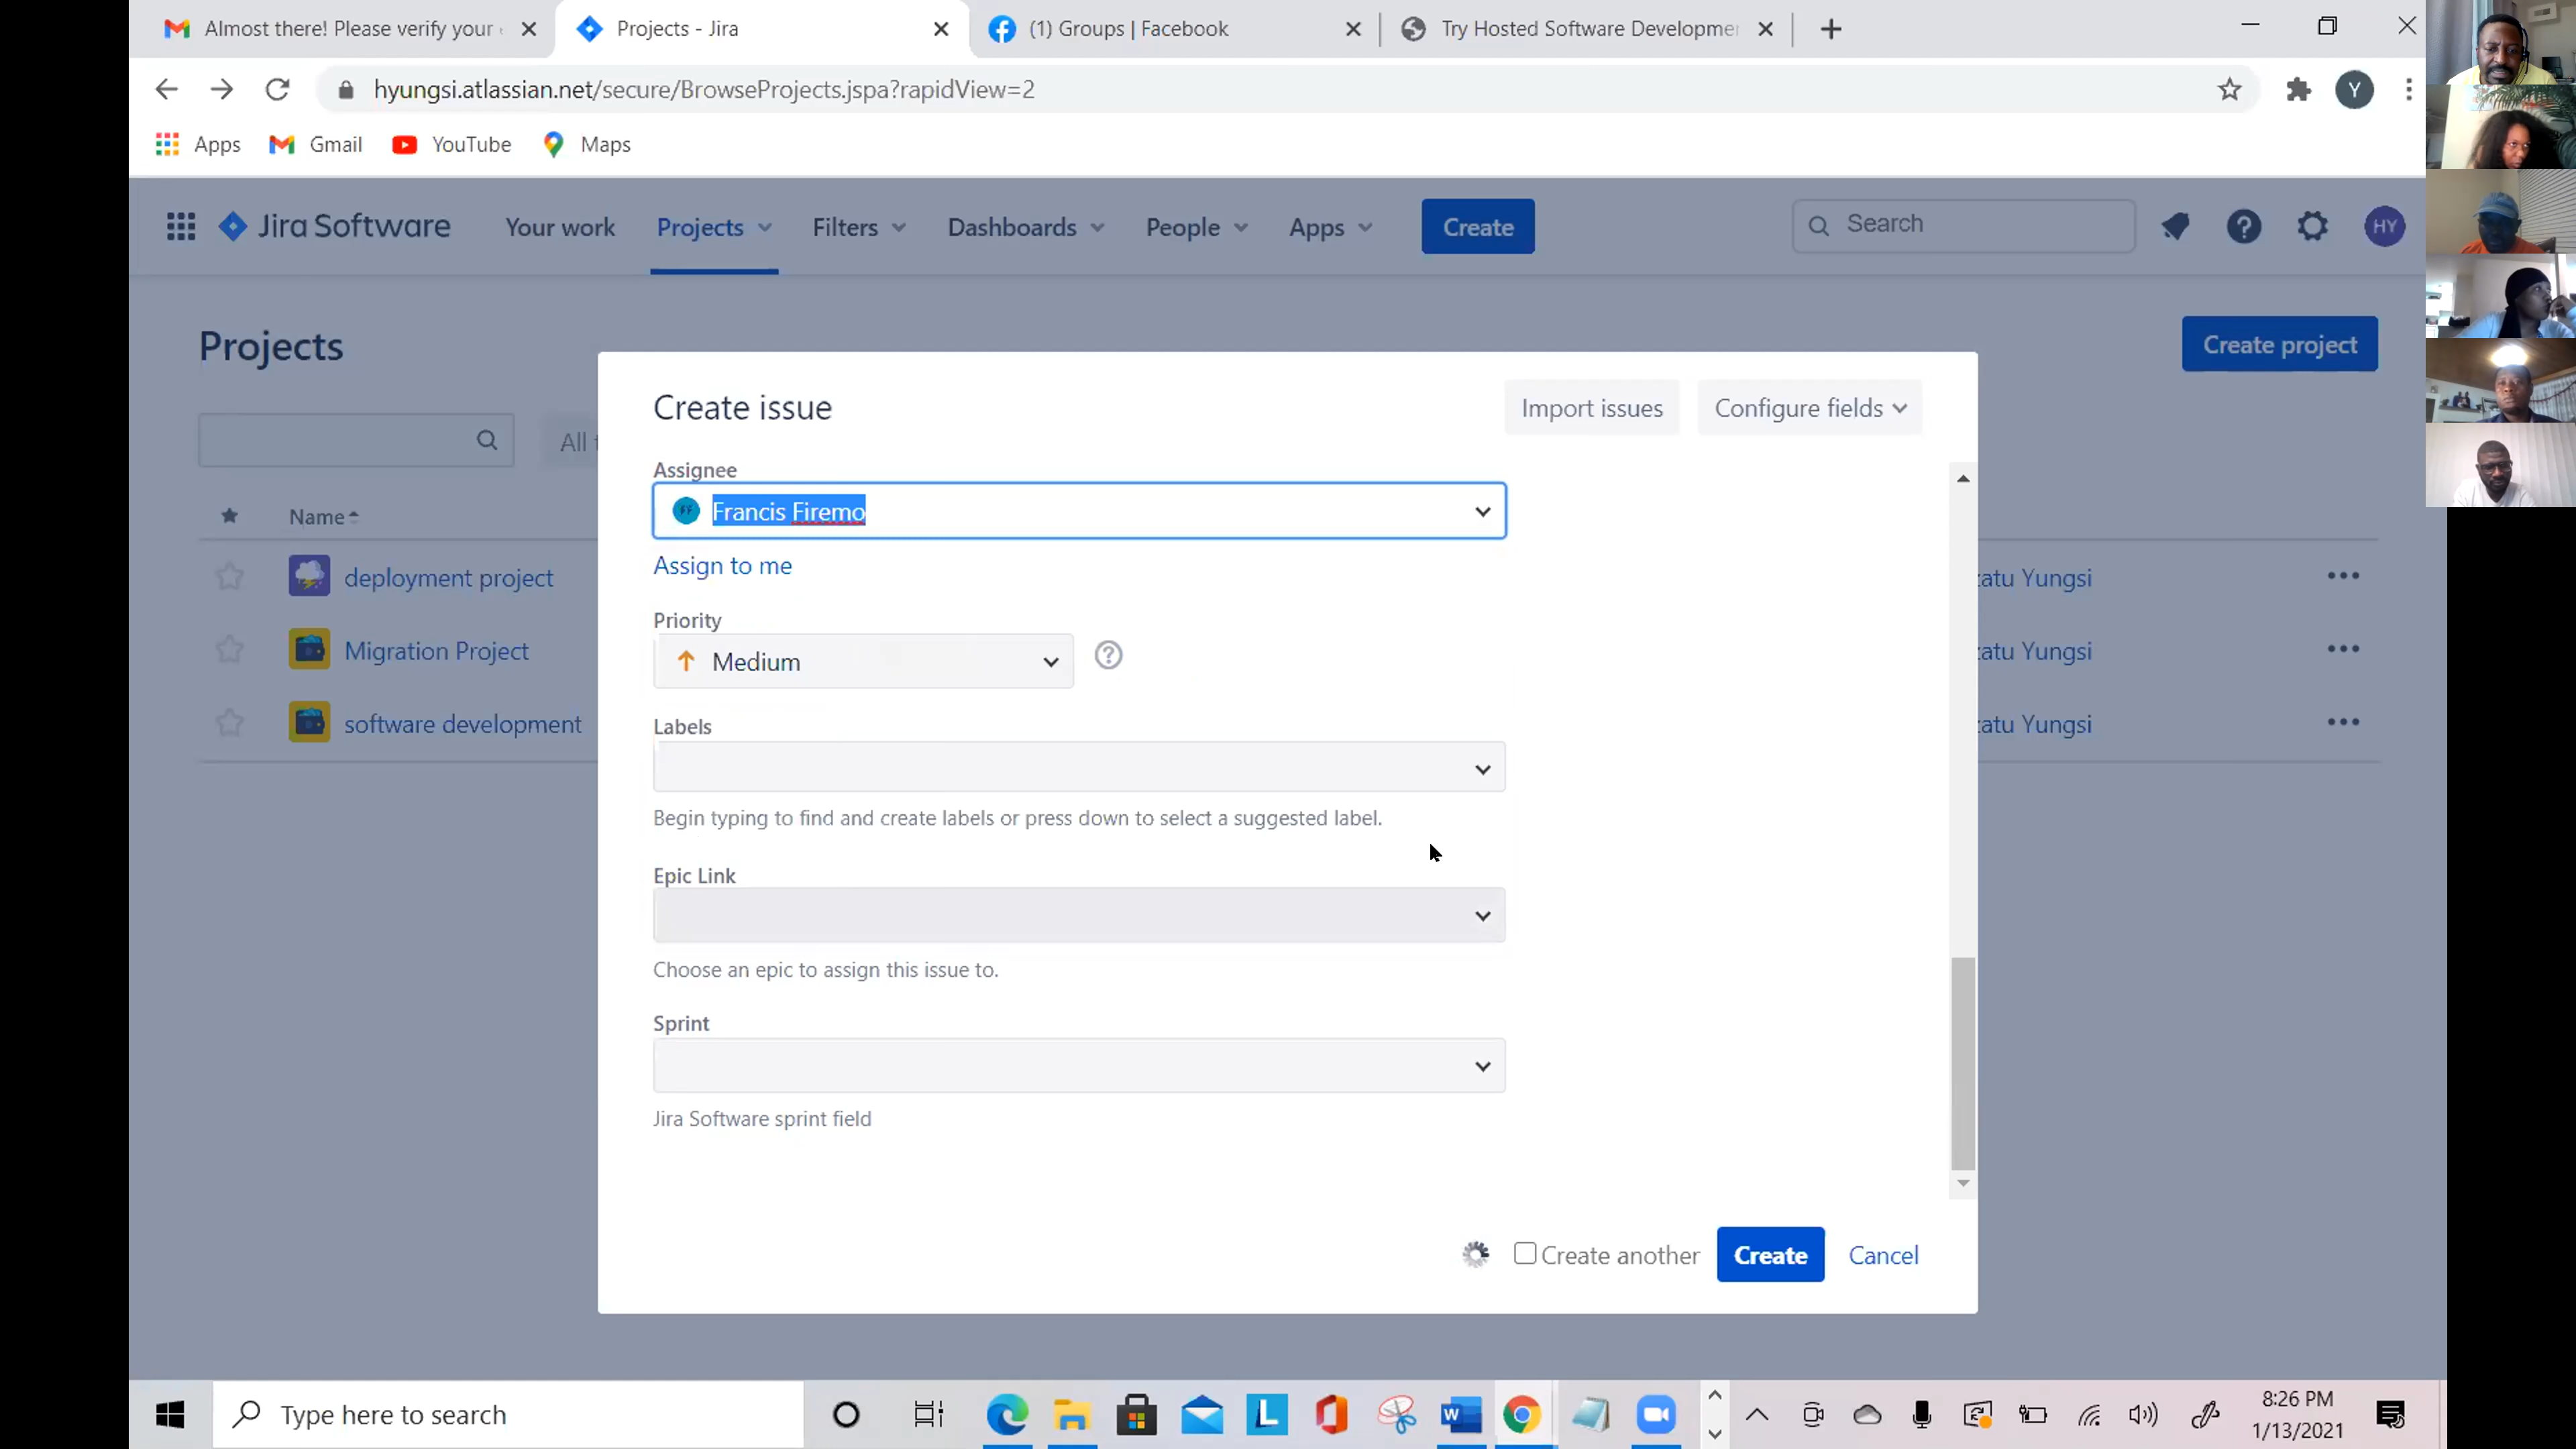 Almost there! Please verify your
Projects - Jira
(1) Groups | Facebook
Try Hosted Software Developme
hyungsi.atlassian.net/secure/BrowseProjects.jspa?rapidView=2
Y
Apps
Gmail
YouTube
Maps
Jira Software
Your work
Projects
Filters
Dashboards
People
Apps
Create
Search
HY
Projects
Create project
All
Name
deployment project
Migration Project
software development
atu Yungsi
atu Yungsi
atu Yungsi
Create issue
Import issues
Configure fields
Assignee
FF
Francis Firemo
Assign to me
Priority
Medium
Labels
Begin typing to find and create labels or press down to select a suggested label.
Epic Link
Choose an epic to assign this issue to.
Sprint
Jira Software sprint field
Create another
Create
Cancel
Type here to search
L
W
8:26 PM
1/13/2021